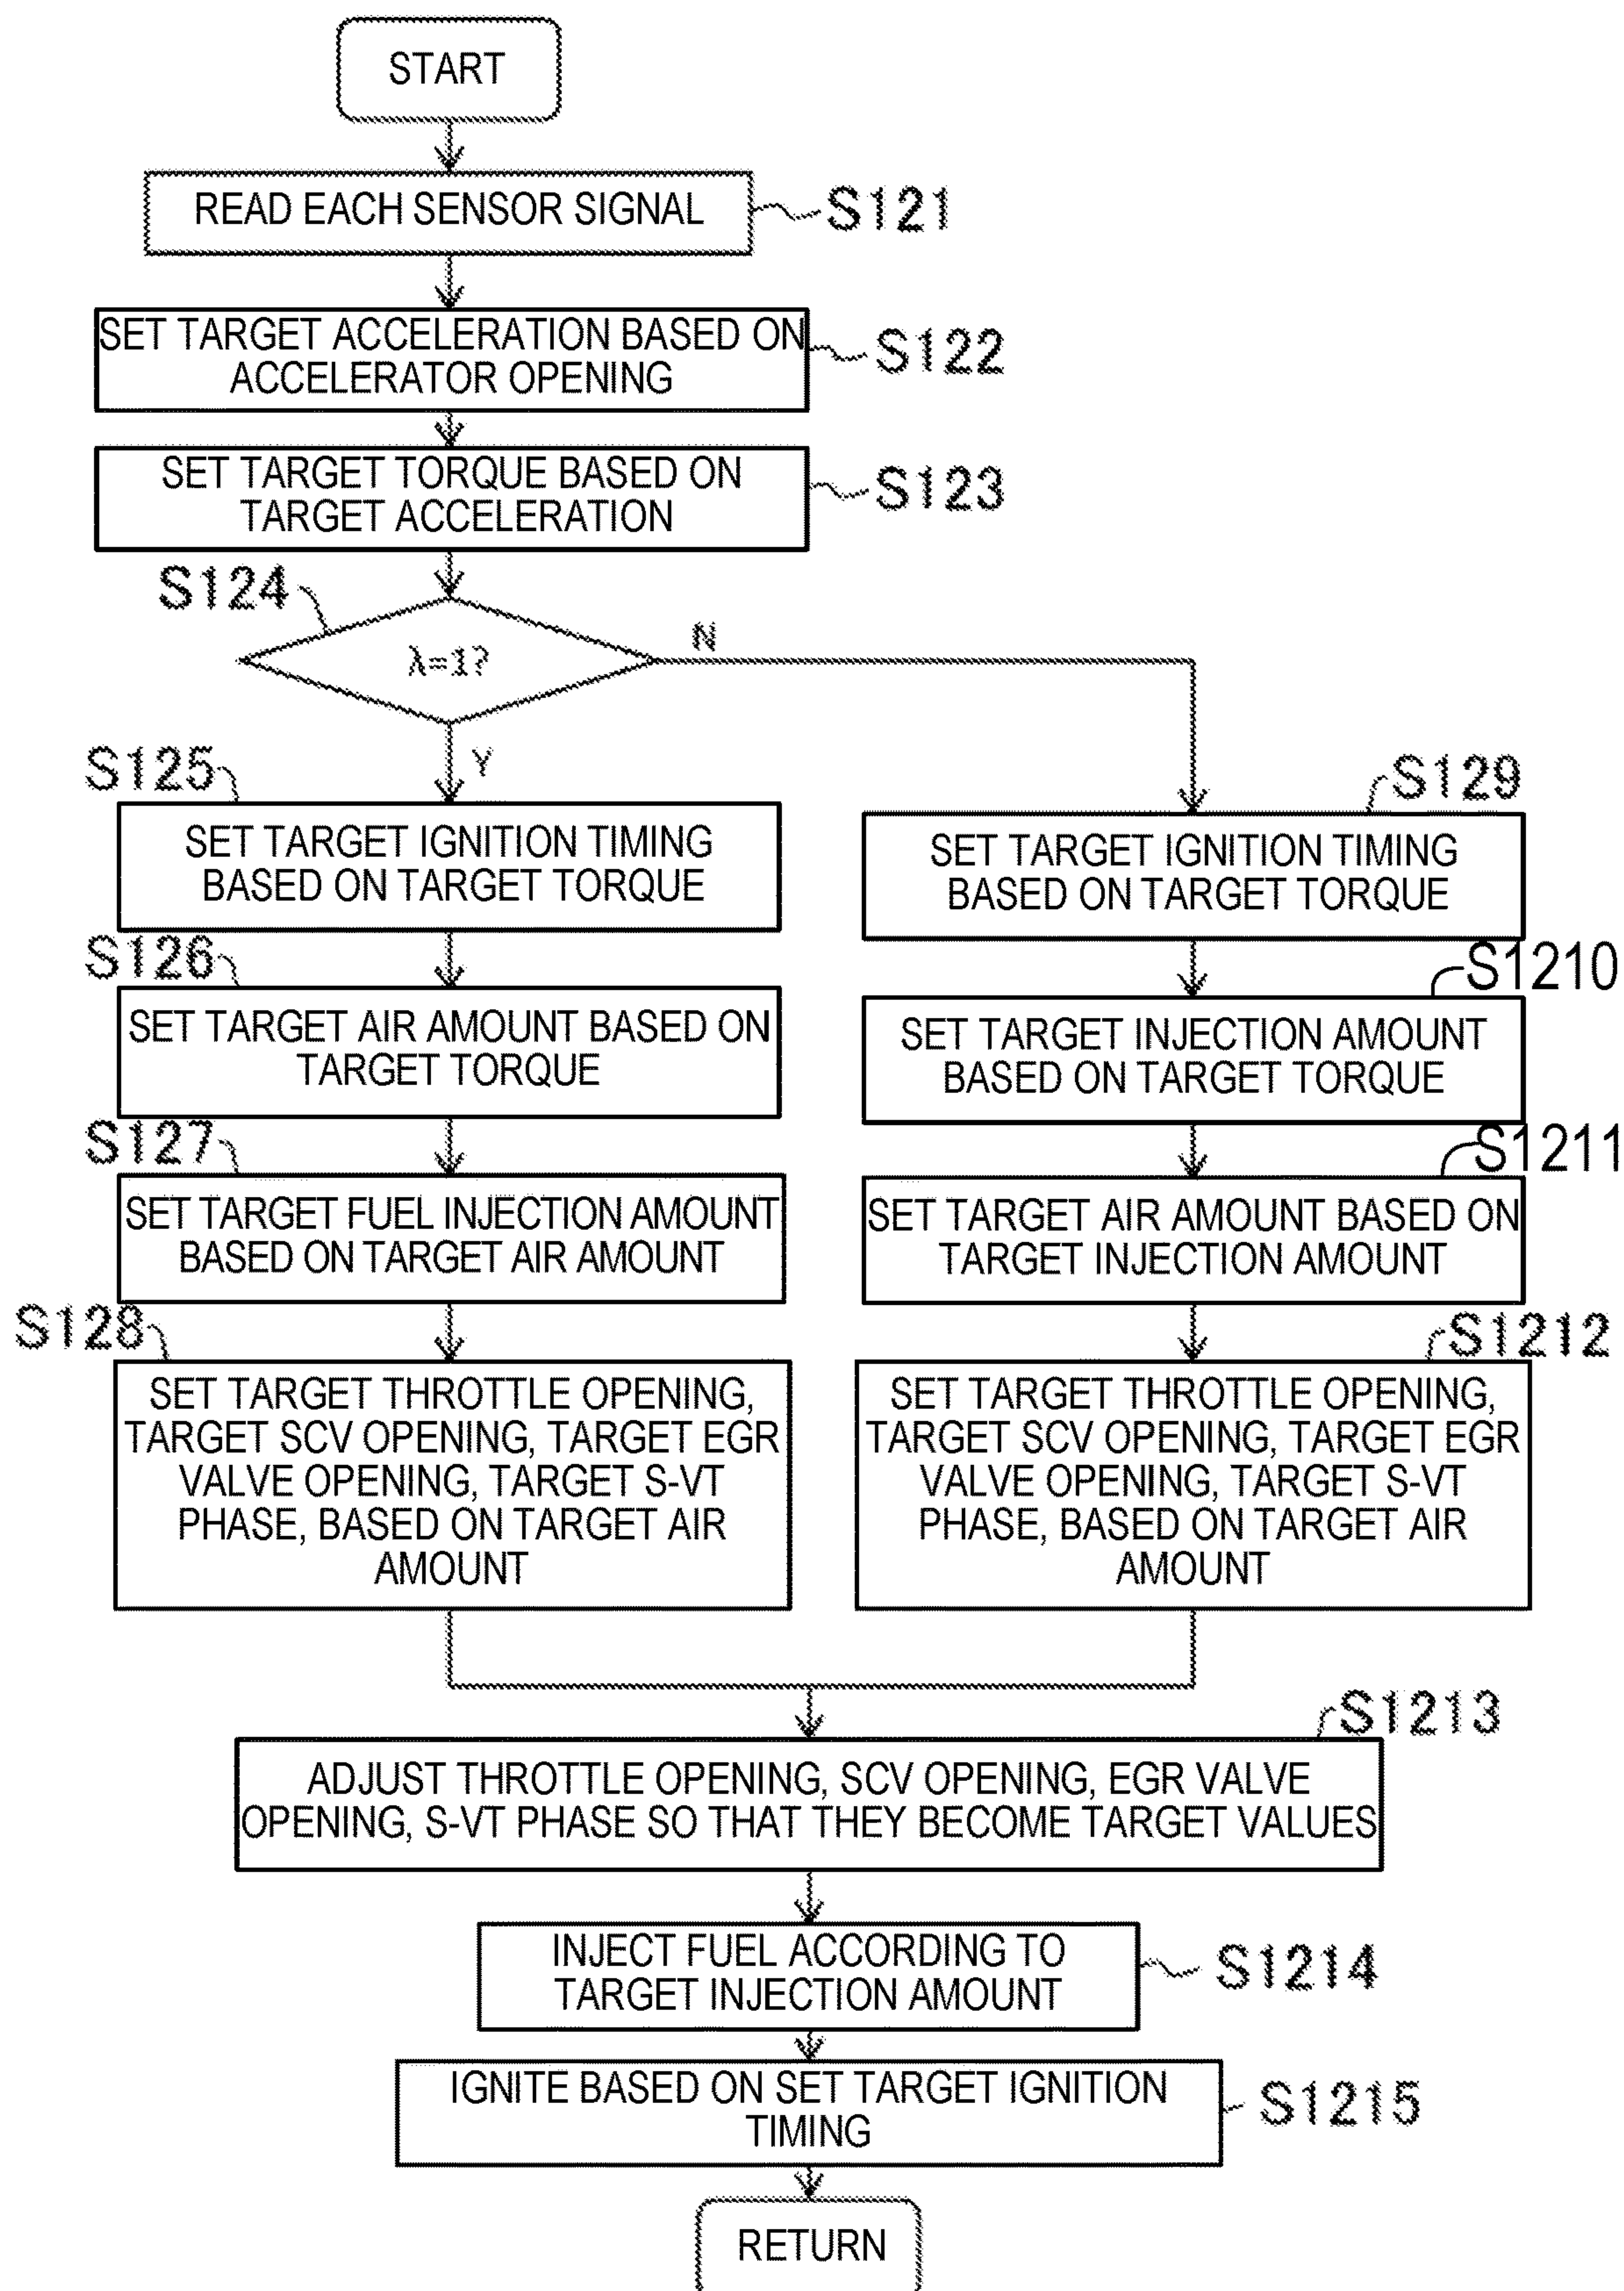 START
READ EACH SENSOR SIGNAL
S121
SET TARGET ACCELERATION BASED ON
ACCELERATOR OPENING
S122
SET TARGET TORQUE BASED ON
TARGET ACCELERATION
S123
S124
λ=1?
N
Y
S125
SET TARGET IGNITION TIMING
BASED ON TARGET TORQUE
S126
SET TARGET AIR AMOUNT BASED ON
TARGET TORQUE
S127
SET TARGET FUEL INJECTION AMOUNT
BASED ON TARGET AIR AMOUNT
S128
SET TARGET THROTTLE OPENING,
TARGET SCV OPENING, TARGET EGR
VALVE OPENING, TARGET S-VT
PHASE, BASED ON TARGET AIR
AMOUNT
S129
SET TARGET IGNITION TIMING
BASED ON TARGET TORQUE
S1210
SET TARGET INJECTION AMOUNT
BASED ON TARGET TORQUE
S1211
SET TARGET AIR AMOUNT BASED ON
TARGET INJECTION AMOUNT
S1212
SET TARGET THROTTLE OPENING,
TARGET SCV OPENING, TARGET EGR
VALVE OPENING, TARGET S-VT
PHASE, BASED ON TARGET AIR
AMOUNT
S1213
ADJUST THROTTLE OPENING, SCV OPENING, EGR VALVE
OPENING, S-VT PHASE SO THAT THEY BECOME TARGET VALUES
INJECT FUEL ACCORDING TO
TARGET INJECTION AMOUNT
S1214
IGNITE BASED ON SET TARGET IGNITION
TIMING
S1215
RETURN